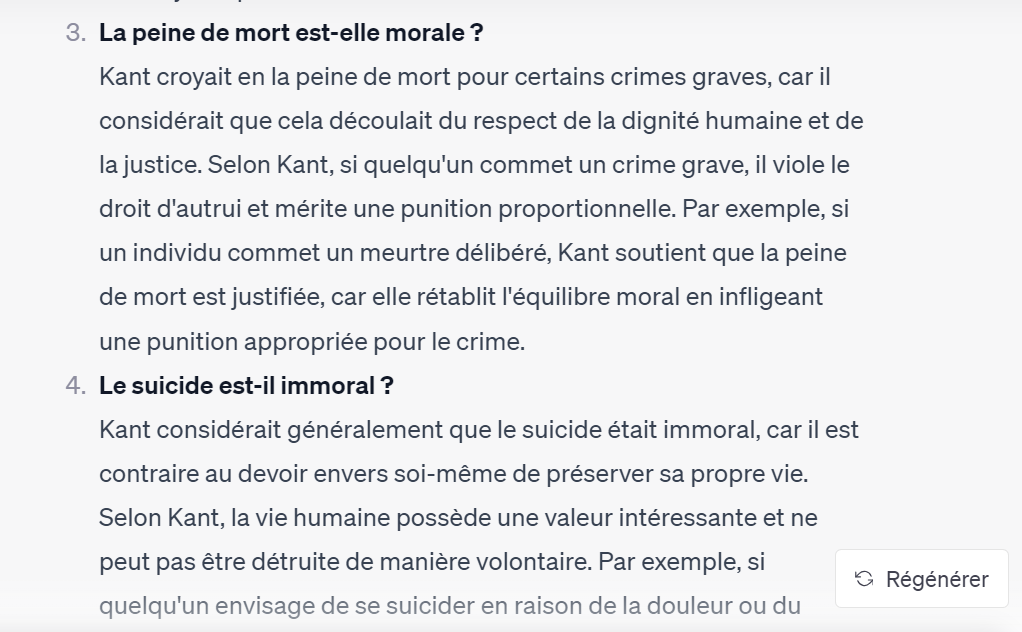 3. La peine de mort est-elle morale ?
Kant croyait en la peine de mort pour certains crimes graves, car il
considérait que cela découlait du respect de la dignité humaine et de
la justice. Selon Kant, si quelqu'un commet un crime grave, il viole le
droit d'autrui et mérite une punition proportionnelle. Par exemple, si
un individu commet un meurtre délibéré, Kant soutient que la peine
de mort est justifiée, car elle rétablit l'équilibre moral en infligeant
une punition appropriée pour le crime.
4. Le suicide est-il immoral ?
Kant considérait généralement que le suicide était immoral, car il est
contraire au devoir envers soi-même de préserver sa propre vie.
Selon Kant, la vie humaine possède une valeur intéressante et ne
peut pas être détruite de manière volontaire. Par exemple, si
quelqu'un envisage de se suicider en raison de la douleur ou du
Régénérer